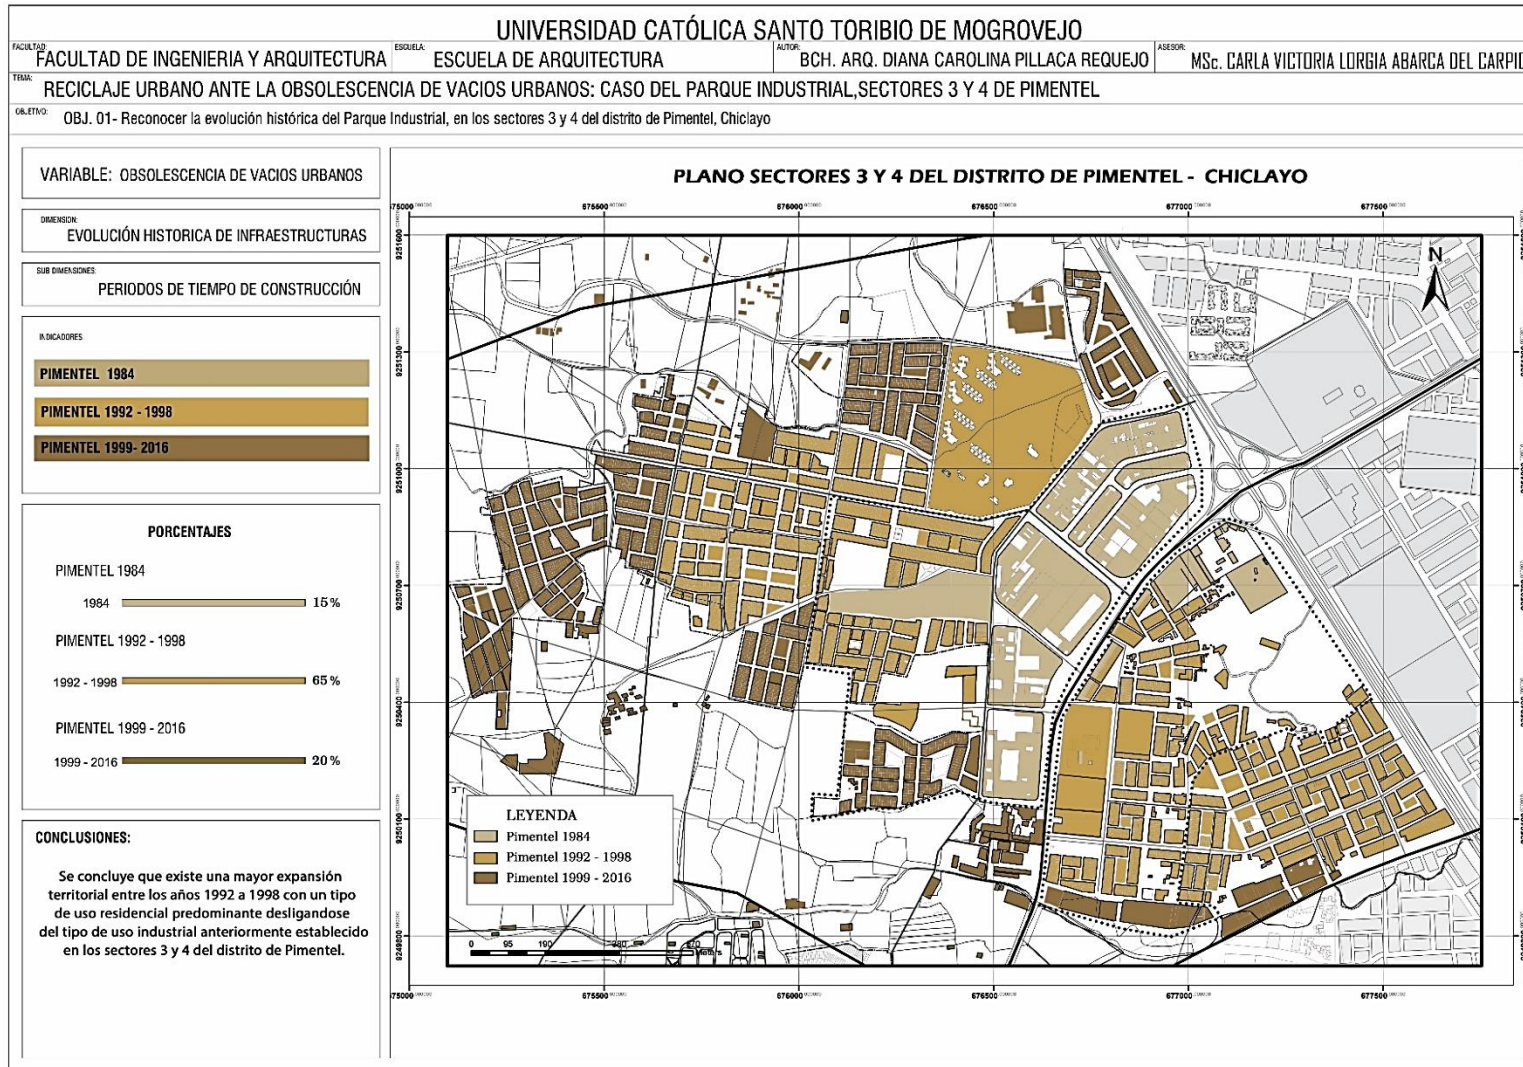 UNIVERSIDAD CATÓLICA SANTO TORIBIO DE MOGROVEJO
FACULTAD:
FACULTAD DE INGENIERIA Y ARQUITECTURA
ESCUELA:
ESCUELA DE ARQUITECTURA
AUTOR:
BCH. ARQ. DIANA CAROLINA PILLACA REQUEJO
ASESOR:
MSc. CARLA VICTORIA LORGIA ABARCA DEL CARPIO
TEMA:
RECICLAJE URBANO ANTE LA OBSOLESCENCIA DE VACIOS URBANOS: CASO DEL PARQUE INDUSTRIAL,SECTORES 3 Y 4 DE PIMENTEL
OBJETIVO:
OBJ. 01- Reconocer la evolución histórica del Parque Industrial, en los sectores 3 y 4 del distrito de Pimentel, Chiclayo
VARIABLE: OBSOLESCENCIA DE VACIOS URBANOS
DIMENSION:
EVOLUCIÓN HISTORICA DE INFRAESTRUCTURAS
SUB DIMENSIONES:
PERIODOS DE TIEMPO DE CONSTRUCCIÓN
INDICADORES
PIMENTEL 1984
PIMENTEL 1992 - 1998
PIMENTEL 1999- 2016
PORCENTAJES
PIMENTEL 1984
1984 15%
PIMENTEL 1992 - 1998
1992 - 1998 65%
PIMENTEL 1999 - 2016
1999 - 2016 20%
CONCLUSIONES:
Se concluye que existe una mayor expansión
territorial entre los años 1992 a 1998 con un tipo
de uso residencial predominante desligandose
del tipo de uso industrial anteriormente establecido
en los sectores 3 y 4 del distrito de Pimentel.
PLANO SECTORES 3 Y 4 DEL DISTRITO DE PIMENTEL - CHICLAYO
675000 675500 676000 676500 677000 677500
9251600
9251300
9251000
9250700
9250400
9250100
9249800
N
LEYENDA
Pimentel 1984
Pimentel 1992 - 1998
Pimentel 1999 - 2016
0 95 190 380
675000 675500 676000 676500 677000 677500